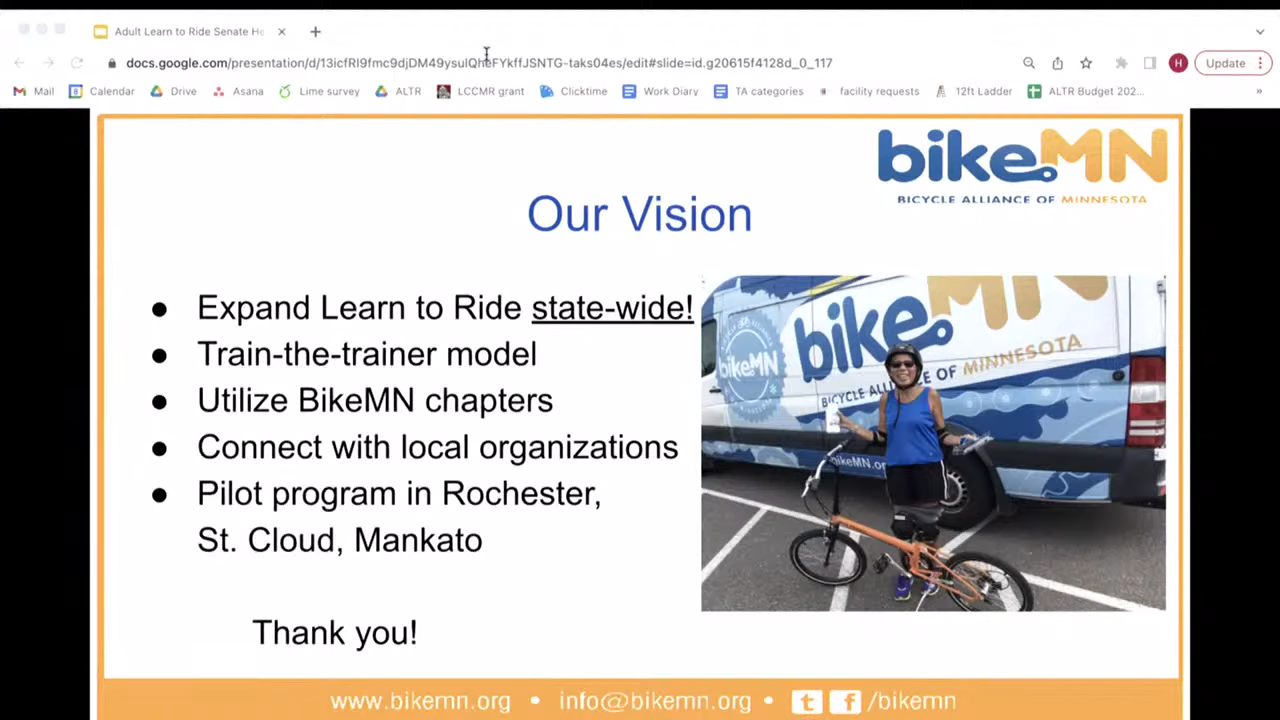 Adult Learn to Ride Senate He
docs.google.com/presentation/d/13icfRI9fmc9djDM49ysulQheFYkffJSNTG-taks04es/edit#slide=id.g20615f4128d_0_117
H
Update
Mail
Calendar
Drive
Asana
Lime survey
ALTR
LCCMR grant
Clicktime
Work Diary
TA categories
facility requests
12ft Ladder
ALTR Budget 202...
»
bikeMN
BICYCLE ALLIANCE OF MINNESOTA
Our Vision
● Expand Learn to Ride state-wide!
● Train-the-trainer model
● Utilize BikeMN chapters
● Connect with local organizations
● Pilot program in Rochester,
St. Cloud, Mankato
Thank you!
bikeMN
BICYCLE ALLIANCE OF MINNESOTA
bikeMN
bikeMN.or
www.bikemn.org • info@bikemn.org • t f /bikemn